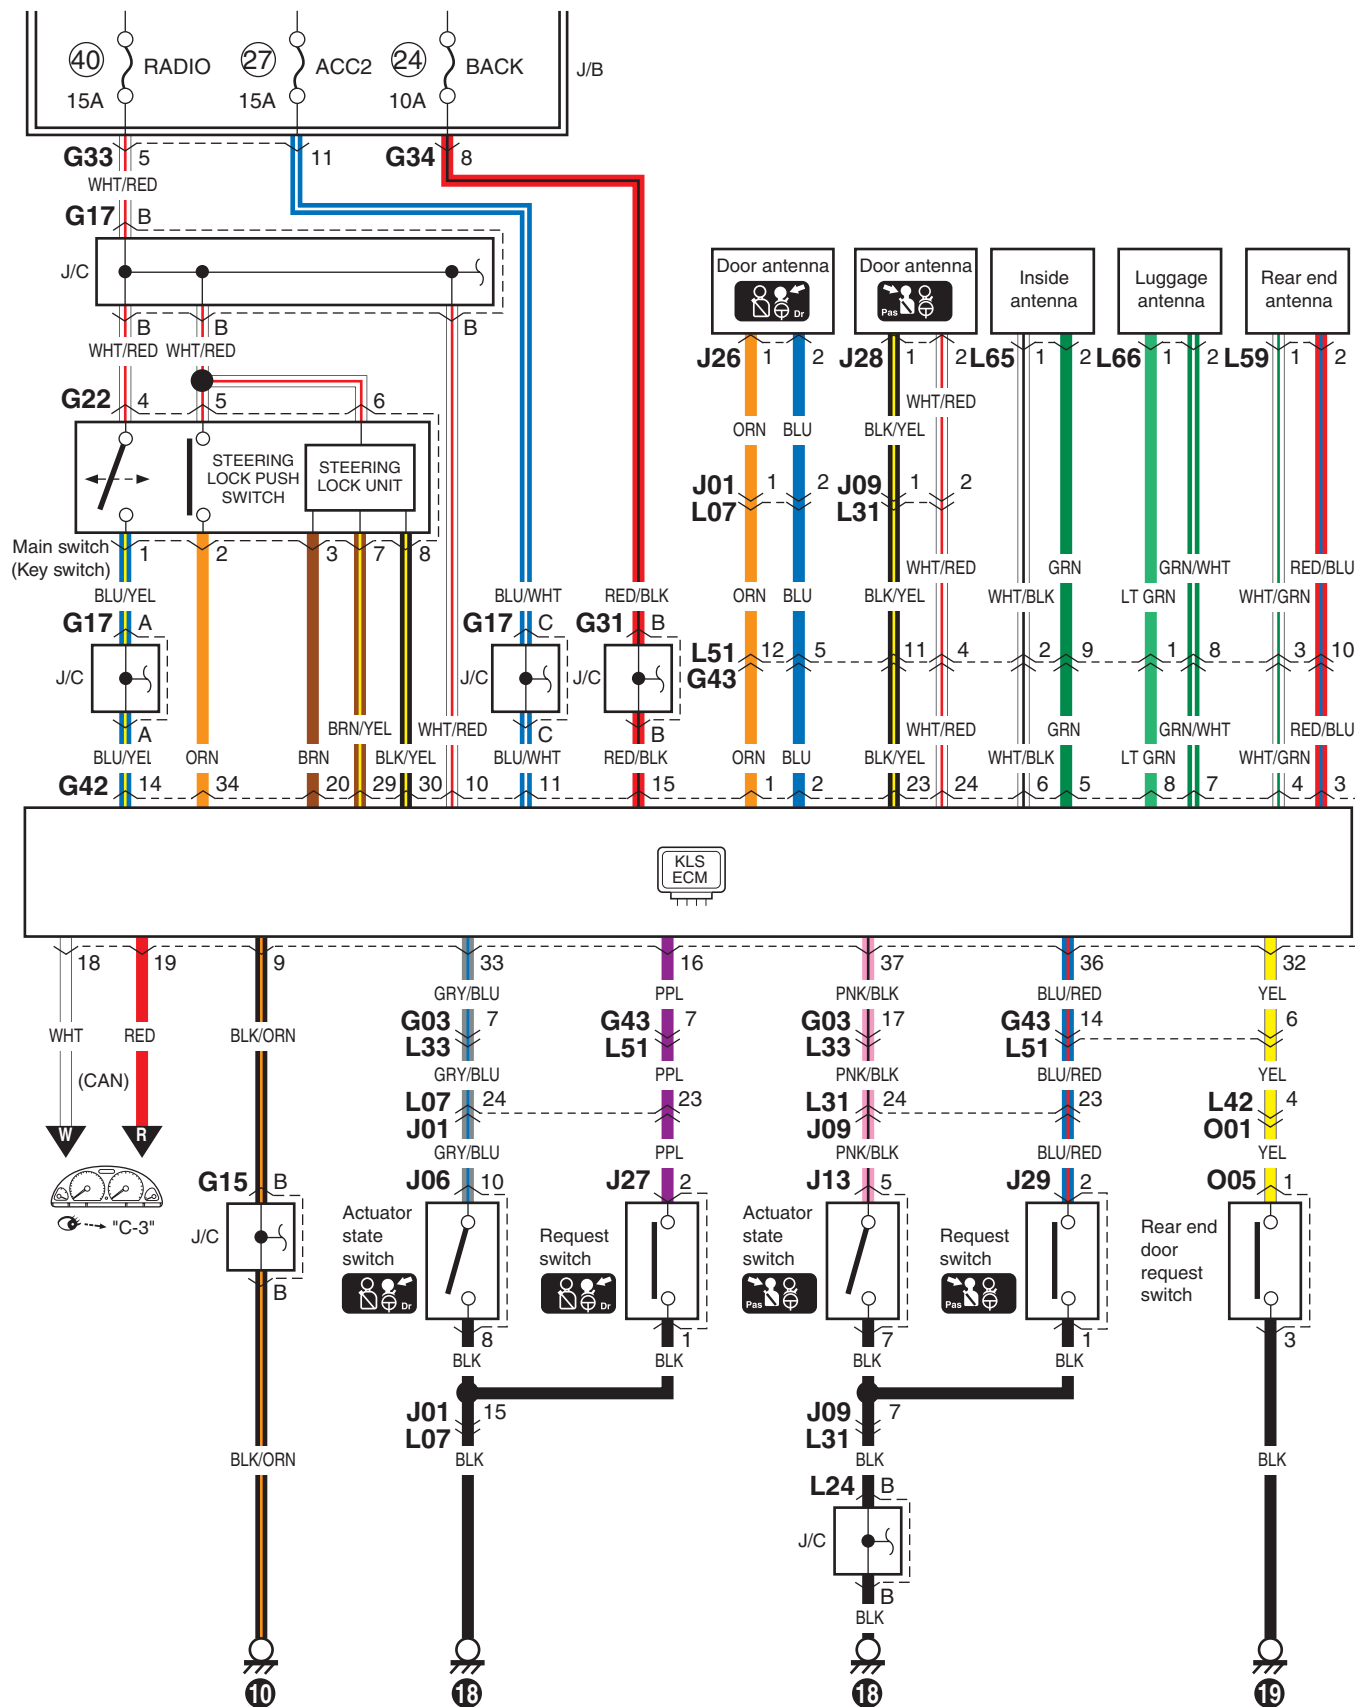 40 RADIO 27 ACC2 24 BACK J/B
15A 15A 10A
G33 5 11 G34 8
WHT/RED
G17 B
J/C
B B B
WHT/RED WHT/RED
G22 4 5 6
STEERING LOCK PUSH SWITCH
STEERING LOCK UNIT
Main switch
(Key switch)
1 2 3 7 8
BLU/YEL BLU/WHT RED/BLK
G17 A G17 C G31 B
J/C J/C J/C
A C B
BRN/YEL WHT/RED
BLU/YEL ORN BRN BLK/YEL BLU/WHT RED/BLK
Door antenna Door antenna Inside antenna Luggage antenna Rear end antenna
Dr Pas
J26 1 2 J28 1 2 L65 1 2 L66 1 2 L59 1 2
WHT/RED
ORN BLU BLK/YEL
J01 1 2 J09 1 2
L07 L31
WHT/RED GRN GRN/WHT RED/BLU
ORN BLU BLK/YEL WHT/BLK LT GRN WHT/GRN
L51 12 5 11 4 2 9 1 8 3 10
G43
WHT/RED GRN GRN/WHT RED/BLU
ORN BLU BLK/YEL WHT/BLK LT GRN WHT/GRN
G42 14 34 20 29 30 10 11 15 1 2 23 24 6 5 8 7 4 3
KLS
ECM
18 19 9 33 16 37 36 32
GRY/BLU PPL PNK/BLK BLU/RED YEL
G03 7 G43 7 G03 17 G43 14 6
WHT RED BLK/ORN
L33 L51 L33 L51
(CAN)
GRY/BLU PPL PNK/BLK BLU/RED YEL
L07 24 23 L31 24 23 L42 4
J01 J09 O01
W R
GRY/BLU PPL PNK/BLK BLU/RED YEL
G15 B J06 10 J27 2 J13 5 J29 2 O05 1
"C-3"
J/C
B
Actuator state switch
Dr
Request switch
Dr
Actuator state switch
Pas
Request switch
Pas
Rear end door request switch
8 1 7 1 3
BLK BLK BLK BLK
J01 15 J09 7
L07 L31
BLK/ORN BLK BLK BLK
L24 B
J/C
B
BLK
10 18 18 19